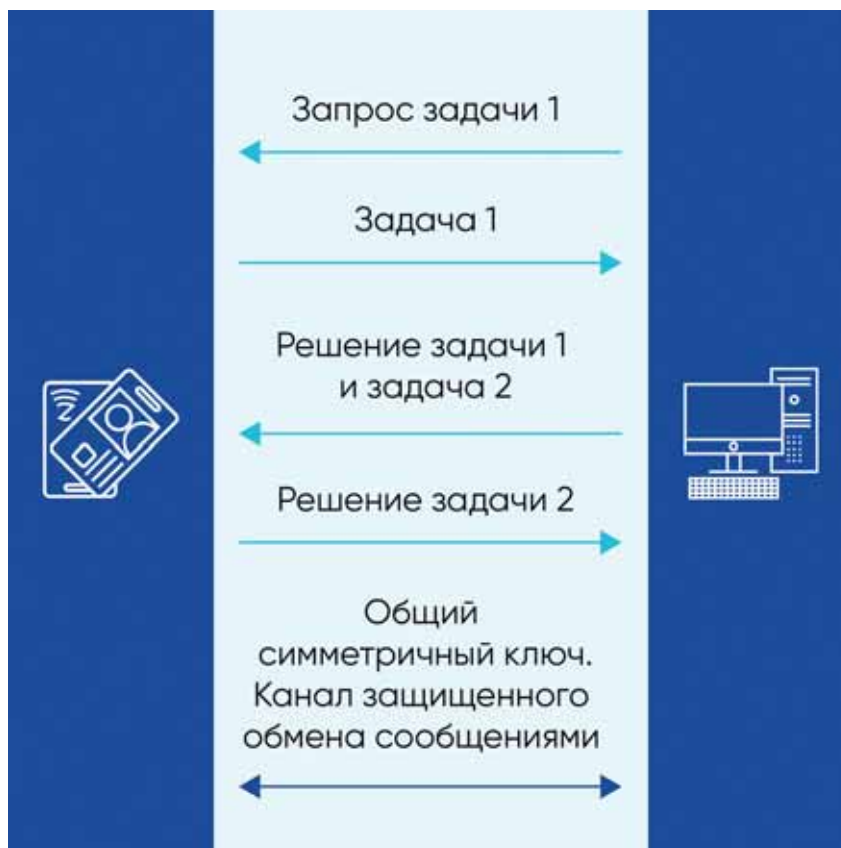 Запрос задачи 1
Задача 1
Решение задачи 1
и задача 2
Решение задачи 2
Общий
симметричный ключ.
Канал защищенного
обмена сообщениями